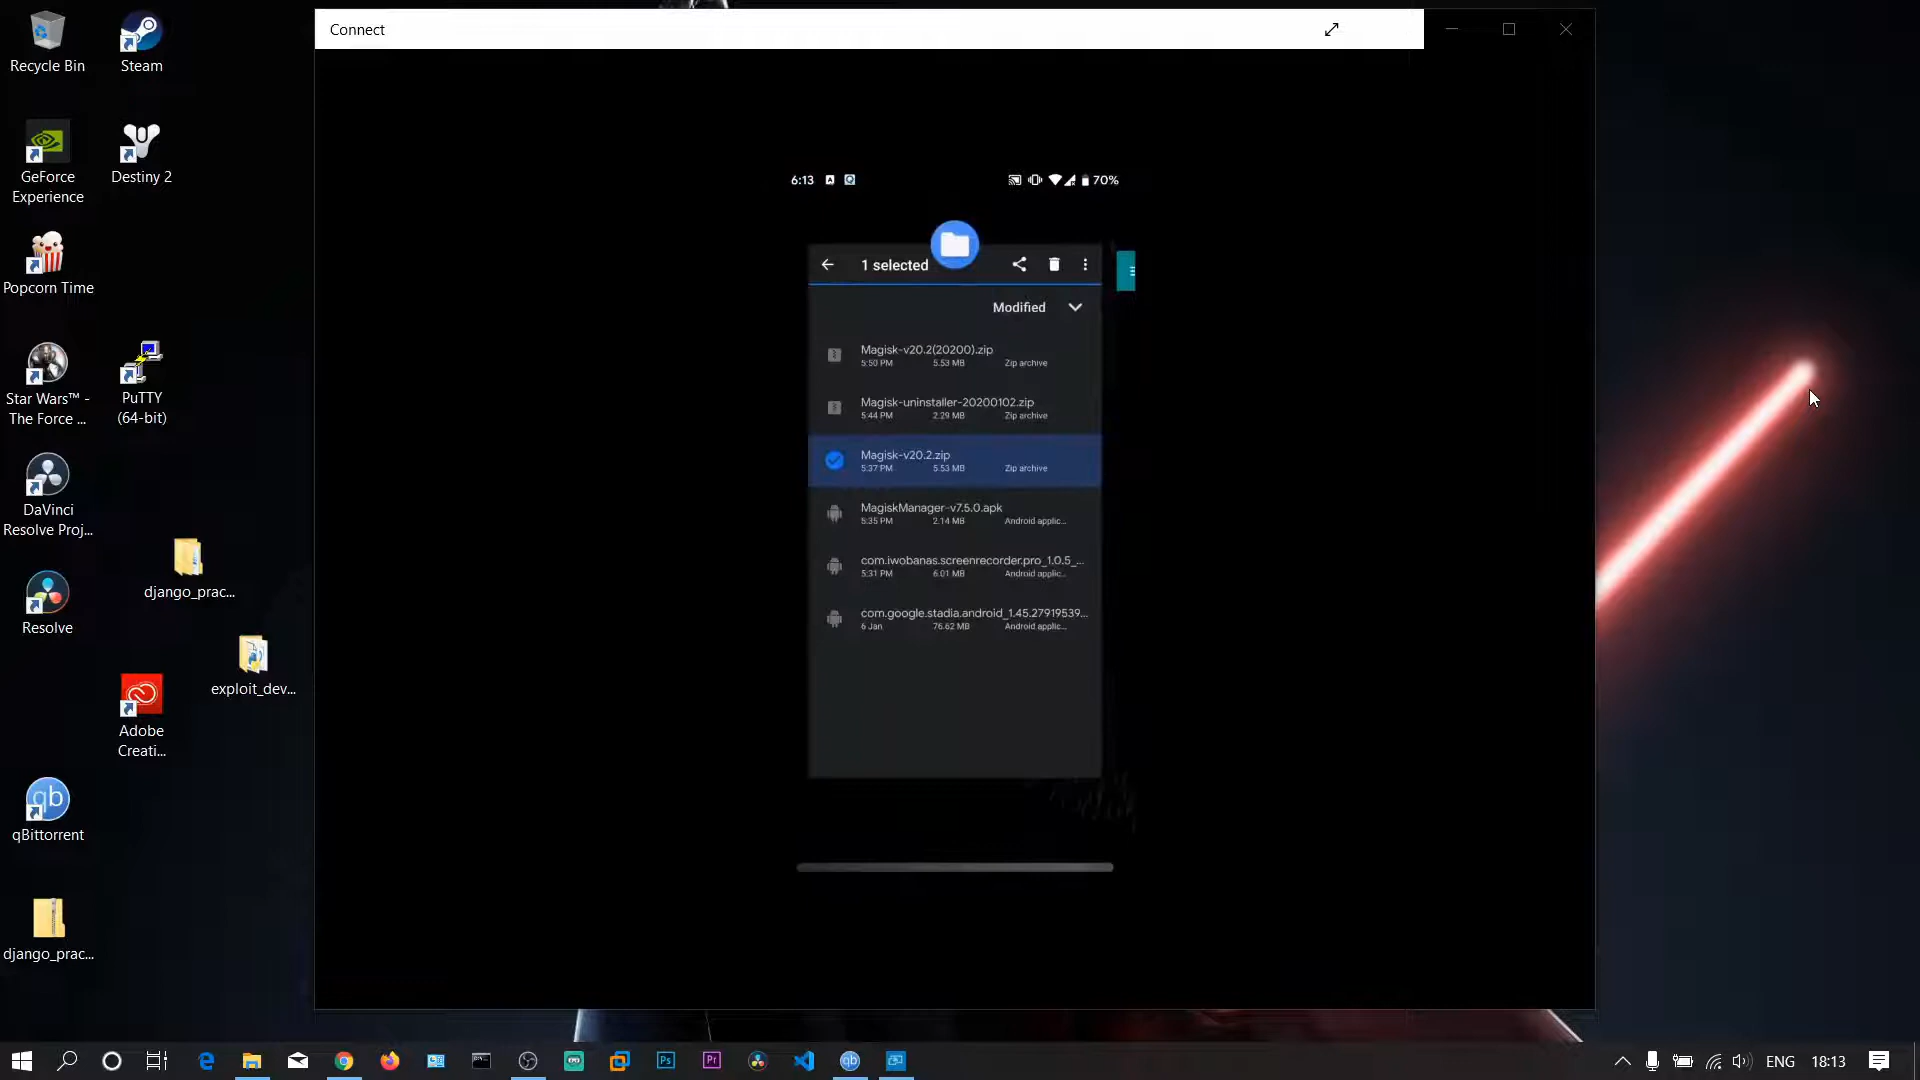 Recycle Bin
Steam
GeForce
Experience
Destiny 2
Popcorn Time
Star Wars™ -
The Force ...
PuTTY
(64-bit)
DaVinci
Resolve Proj...
django_prac...
Resolve
exploit_dev...
Adobe
Creati...
qb
qBittorrent
django_prac...
Connect
6:13
70%
1 selected
Modified
Magisk-v20.2(20200).zip
5:50 PM 5.53 MB Zip archive
Magisk-uninstaller-20200102.zip
5:44 PM 2.29 MB Zip archive
Magisk-v20.2.zip
5:37 PM 5.53 MB Zip archive
MagiskManager-v7.5.0.apk
5:35 PM 2.14 MB Android applic...
com.iwobanas.screenrecorder.pro_1.0.5_...
5:31 PM 6.01 MB Android applic...
com.google.stadia.android_1.45.27919539...
6 Jan 76.62 MB Android applic...
Ps
Pr
qb
ENG
18:13